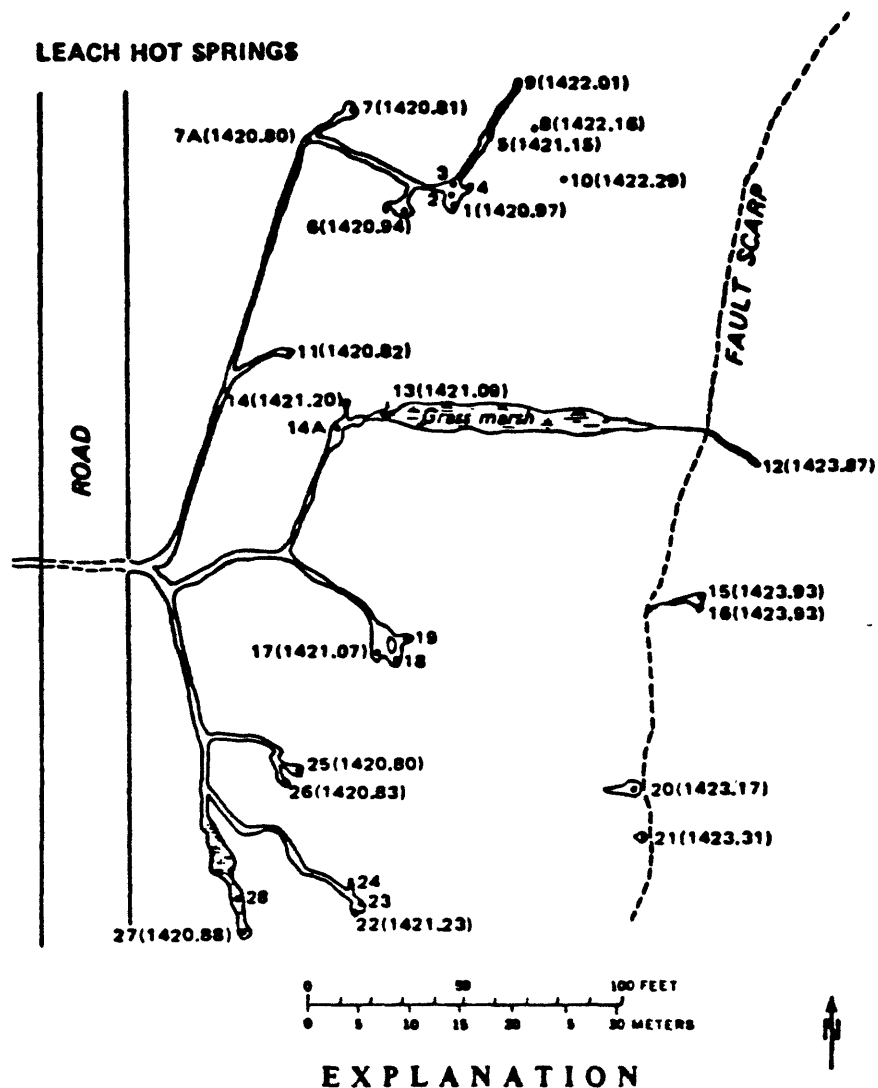 LEACH HOT SPRINGS
9(1422.01)
7(1420.81)
7A(1420.80)
8(1422.16)
5(1421.15)
3
4
10(1422.29)
2
1(1420.97)
6(1420.94)
FAULT SCARP
11(1420.82)
13(1421.09)
14(1421.20)
Grass marsh
14A
ROAD
12(1423.87)
15(1423.93)
16(1423.93)
19
17(1421.07)
18
25(1420.80)
26(1420.83)
20(1423.17)
21(1423.31)
24
28
23
22(1421.23)
27(1420.88)
0 50 100 FEET
0 5 10 15 20 5 30 METERS
N
EXPLANATION